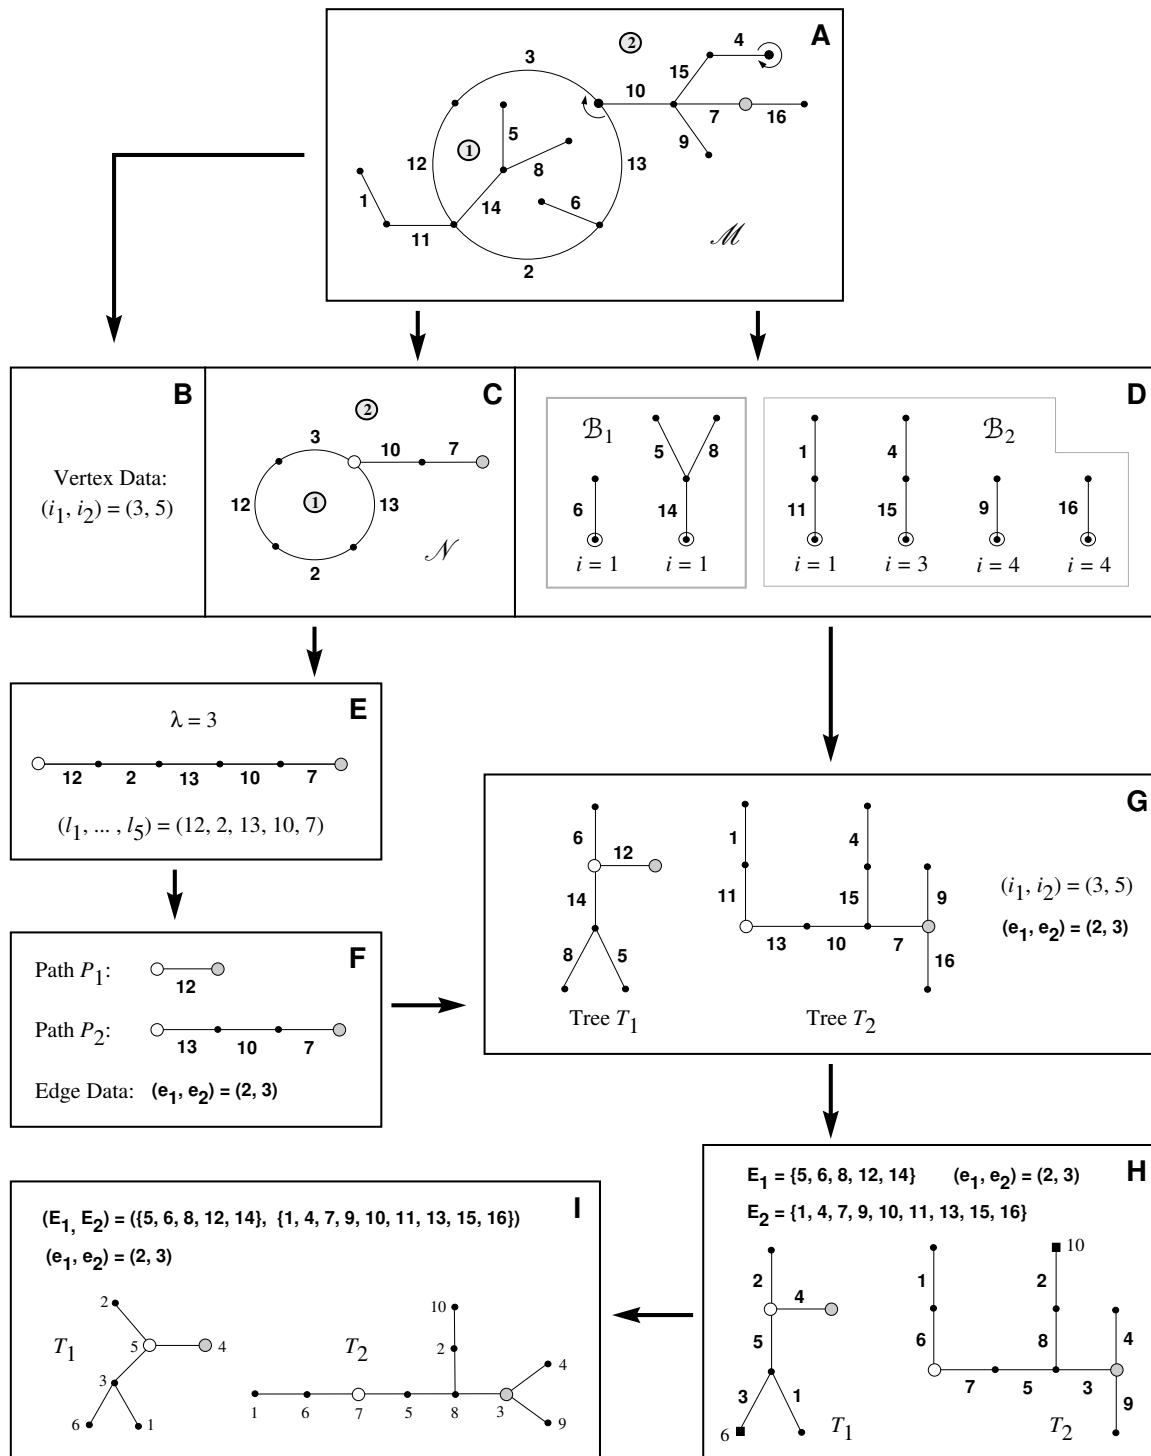 A
2
3
4
15
10
7
16
9
5
1
8
12
13
1
14
6
11
2
ℳ
B
Vertex Data:
(i1, i2) = (3, 5)
C
2
3
10
7
12
1
13
2
𝒩
D
ℬ1
5
8
6
14
i = 1
i = 1
ℬ2
1
4
11
15
9
16
i = 1
i = 3
i = 4
i = 4
E
λ = 3
12
2
13
10
7
(l1, ... , l5) = (12, 2, 13, 10, 7)
F
Path P1:
12
Path P2:
13
10
7
Edge Data: (e1, e2) = (2, 3)
G
6
12
14
8
5
Tree T1
1
4
11
15
9
13
10
7
16
Tree T2
(i1, i2) = (3, 5)
(e1, e2) = (2, 3)
H
E1 = {5, 6, 8, 12, 14} (e1, e2) = (2, 3)
E2 = {1, 4, 7, 9, 10, 11, 13, 15, 16}
2
4
5
3
1
6
T1
10
1
2
6
8
4
7
5
3
9
T2
I
(E1, E2) = ({5, 6, 8, 12, 14}, {1, 4, 7, 9, 10, 11, 13, 15, 16})
(e1, e2) = (2, 3)
T1
2
5
4
3
6
1
T2
10
2
4
1
6
7
5
8
3
9